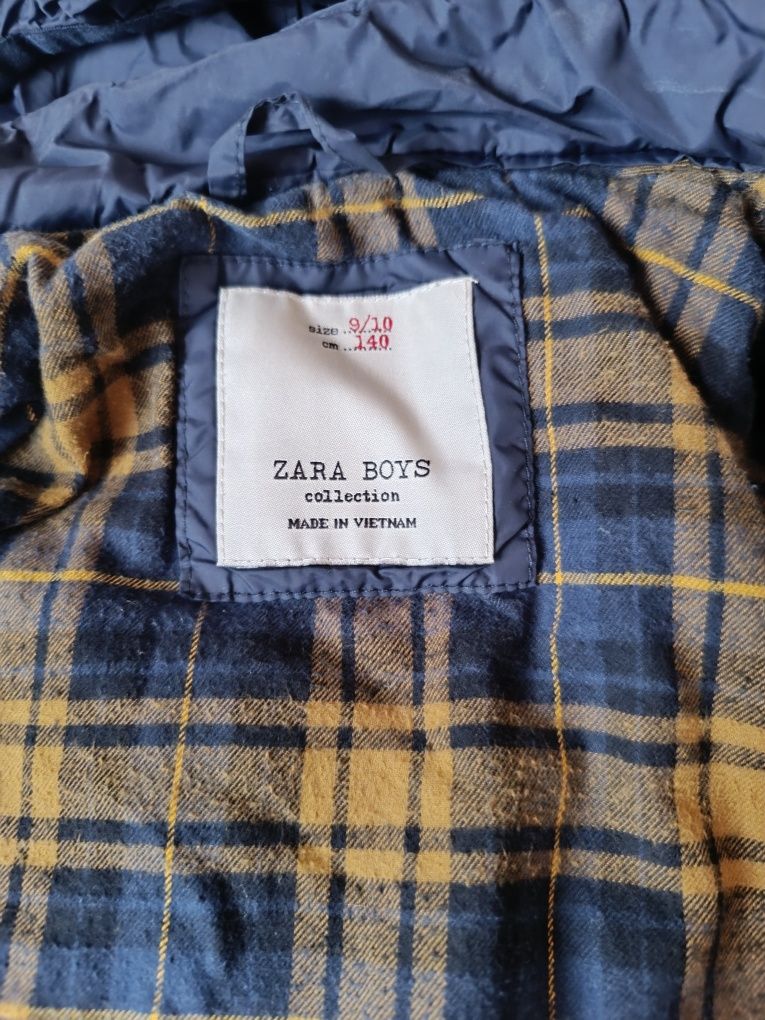 size 9/10
cm 140
ZARA BOYS
collection
MADE IN VIETNAM